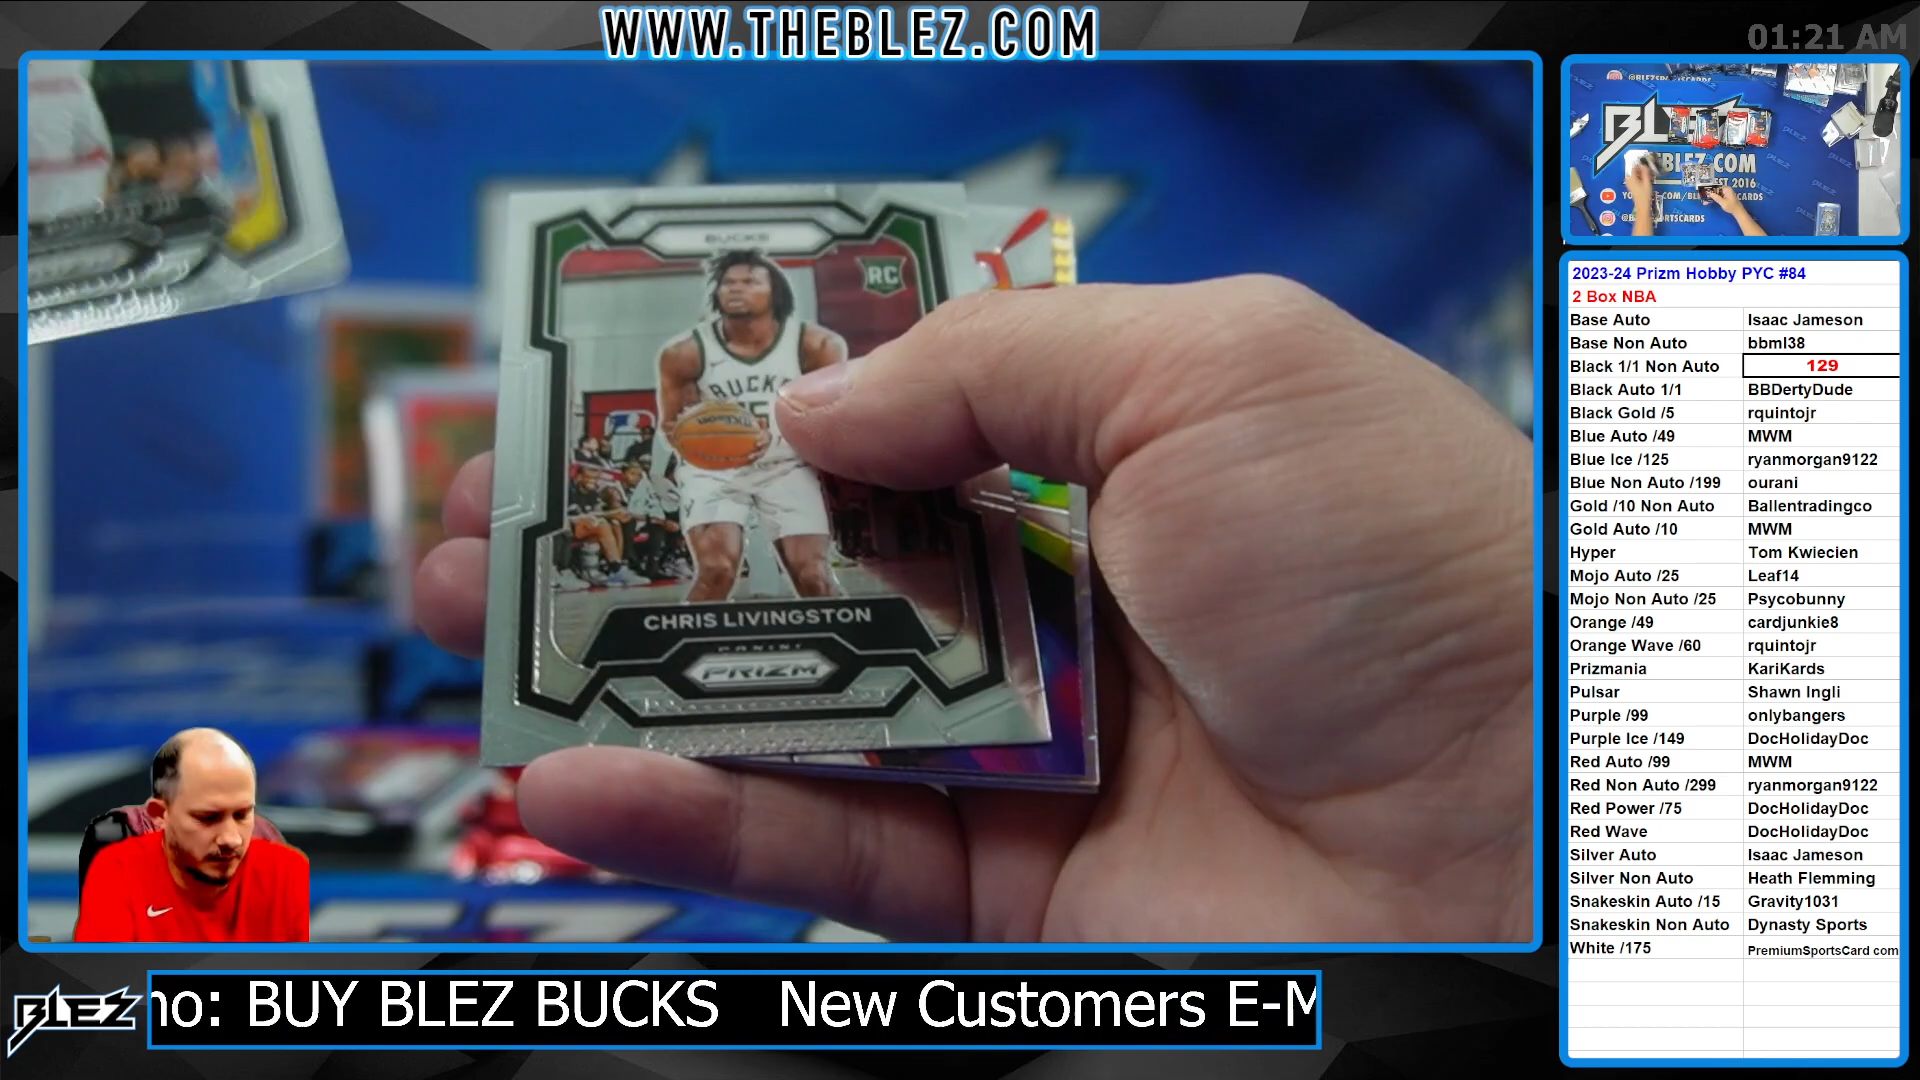 WWW.THEBLEZ.COM
01:21 AM
BUCKS
RC
BUCKS
CHRIS LIVINGSTON
PANINI
PRIZM
BLEZ.COM
EST 2016
2023-24 Prizm Hobby PYC #84
2 Box NBA
Base Auto Isaac Jameson
Base Non Auto bbml38
Black 1/1 Non Auto 129
Black Auto 1/1 BBDertyDude
Black Gold /5 rquintojr
Blue Auto /49 MWM
Blue Ice /125 ryanmorgan9122
Blue Non Auto /199 ourani
Gold /10 Non Auto Ballentradingco
Gold Auto /10 MWM
Hyper Tom Kwiecien
Mojo Auto /25 Leaf14
Mojo Non Auto /25 Psycobunny
Orange /49 cardjunkie8
Orange Wave /60 rquintojr
Prizmania KariKards
Pulsar Shawn Ingli
Purple /99 onlybangers
Purple Ice /149 DocHolidayDoc
Red Auto /99 MWM
Red Non Auto /299 ryanmorgan9122
Red Power /75 DocHolidayDoc
Red Wave DocHolidayDoc
Silver Auto Isaac Jameson
Silver Non Auto Heath Flemming
Snakeskin Auto /15 Gravity1031
Snakeskin Non Auto Dynasty Sports
White /175 PremiumSportsCard com
BLEZ
no: BUY BLEZ BUCKS New Customers E-M